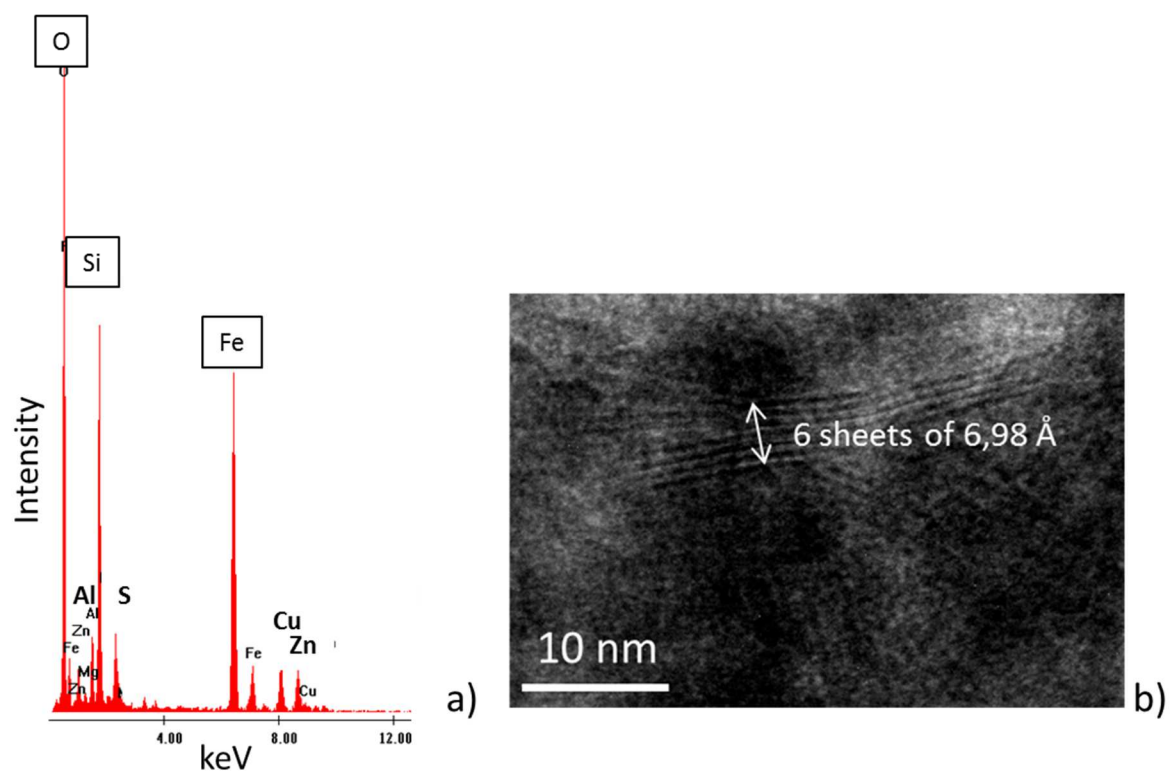 O
Si
Fe
Intensity
Al S
Al
Zn
Fe
Mg
Zn
Cu
Zn
Fe
Cu
4.00 8.00 12.00
keV
a)
6 sheets of 6,98 Å
10 nm
b)